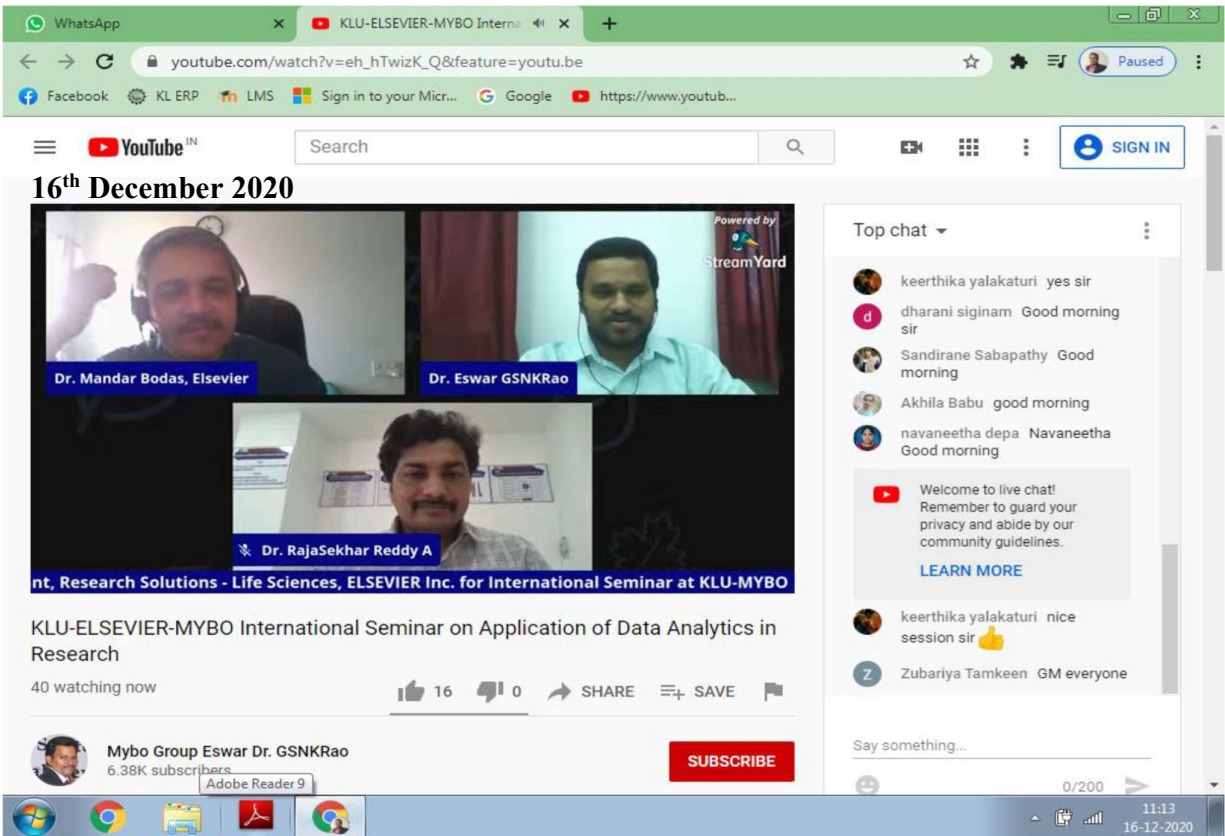 WhatsApp
KLU-ELSEVIER-MYBO Interna
youtube.com/watch?v=eh_hTwizK_Q&feature=youtu.be
Paused
Facebook
KL ERP
LMS
Sign in to your Micr...
Google
https://www.youtub...
YouTube IN
Search
SIGN IN
16th December 2020
Powered by
StreamYard
Dr. Mandar Bodas, Elsevier
Dr. Eswar GSNKRao
Dr. RajaSekhar Reddy A
nt, Research Solutions - Life Sciences, ELSEVIER Inc. for International Seminar at KLU-MYBO
KLU-ELSEVIER-MYBO International Seminar on Application of Data Analytics in
Research
40 watching now
16
0
SHARE
SAVE
Mybo Group Eswar Dr. GSNKRao
6.38K subscribers
SUBSCRIBE
Adobe Reader 9
Top chat
keerthika yalakaturi yes sir
dharani siginam Good morning
sir
Sandirane Sabapathy Good
morning
Akhila Babu good morning
navaneetha depa Navaneetha
Good morning
Welcome to live chat!
Remember to guard your
privacy and abide by our
community guidelines.
LEARN MORE
keerthika yalakaturi nice
session sir👍
Z
Zubariya Tamkeen GM everyone
Say something...
0/200
11:13
16-12-2020